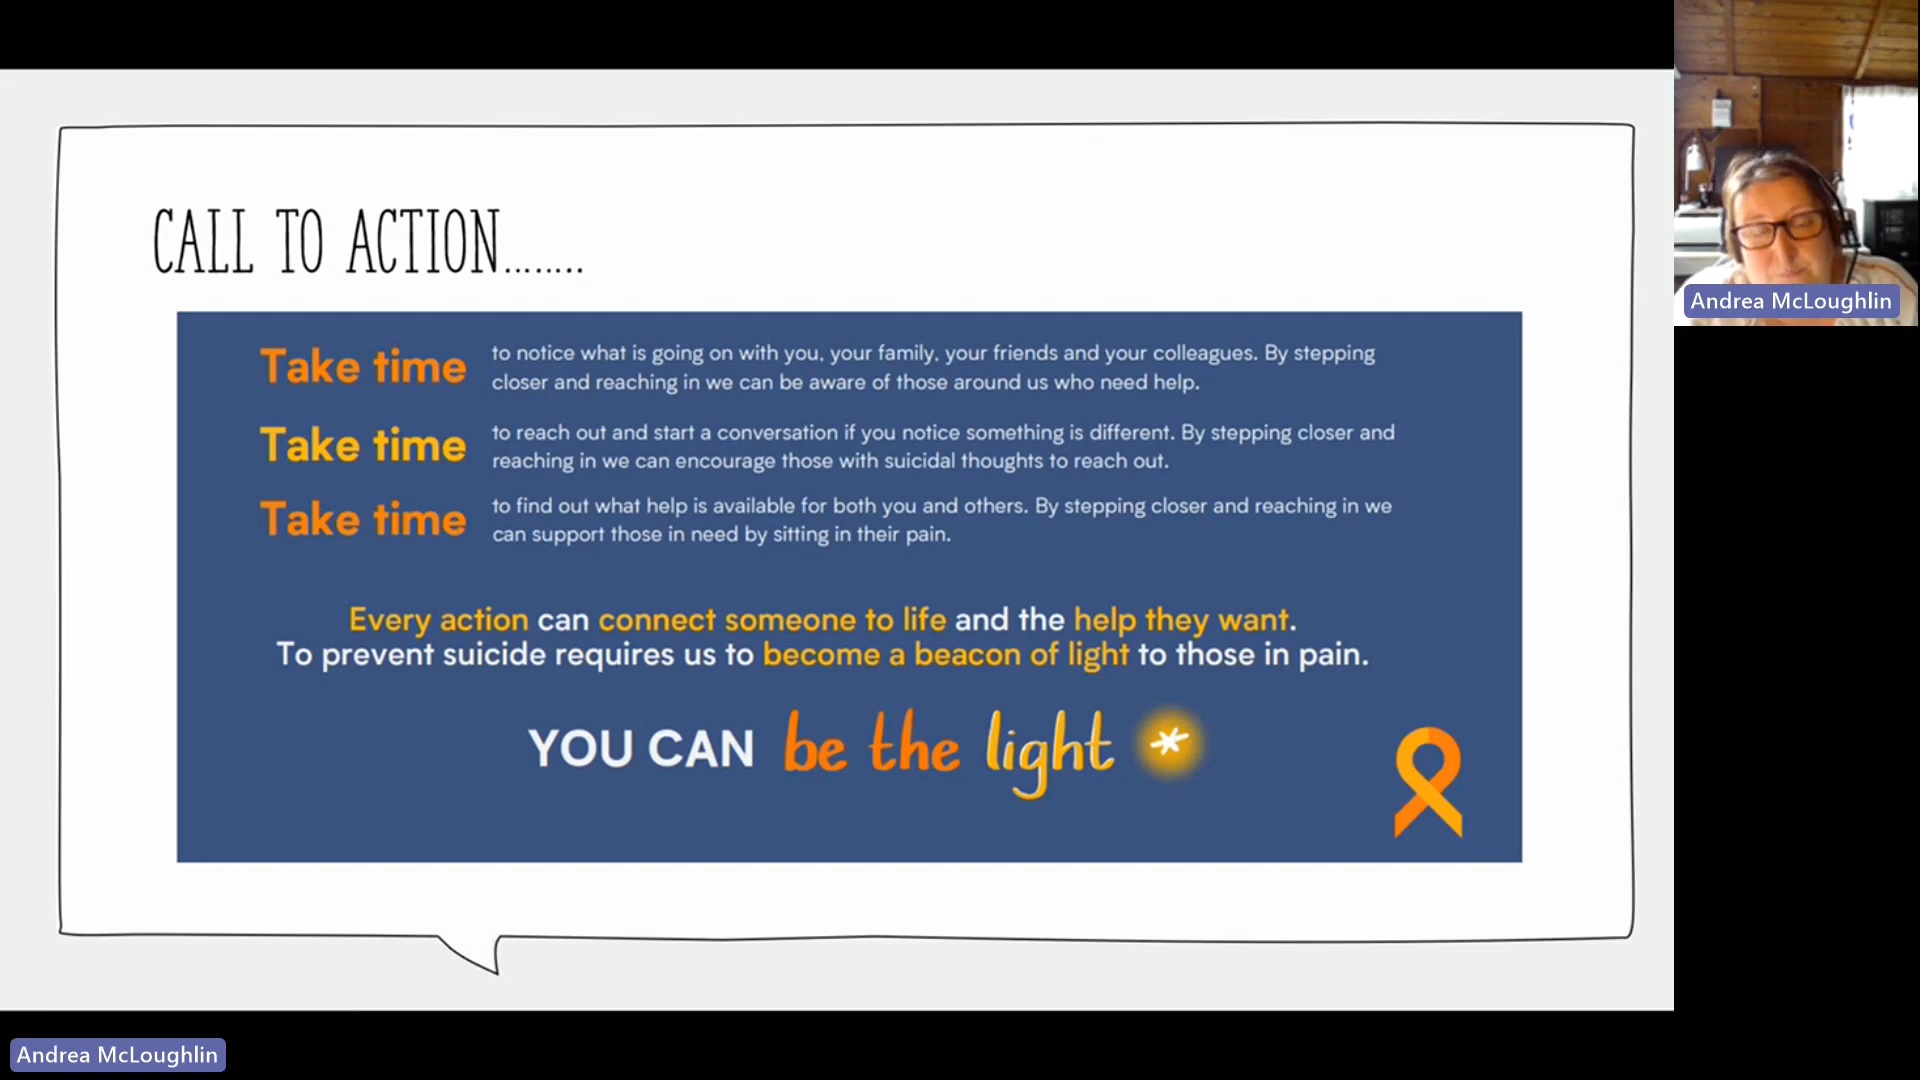 CALL TO ACTION........
Take time
to notice what is going on with you, your family, your friends and your colleagues. By stepping
closer and reaching in we can be aware of those around us who need help.
Take time
to reach out and start a conversation if you notice something is different. By stepping closer and
reaching in we can encourage those with suicidal thoughts to reach out.
Take time
to find out what help is available for both you and others. By stepping closer and reaching in we
can support those in need by sitting in their pain.
Every action can connect someone to life and the help they want.
To prevent suicide requires us to become a beacon of light to those in pain.
YOU CAN be the light *
Andrea McLoughlin
Andrea McLoughlin